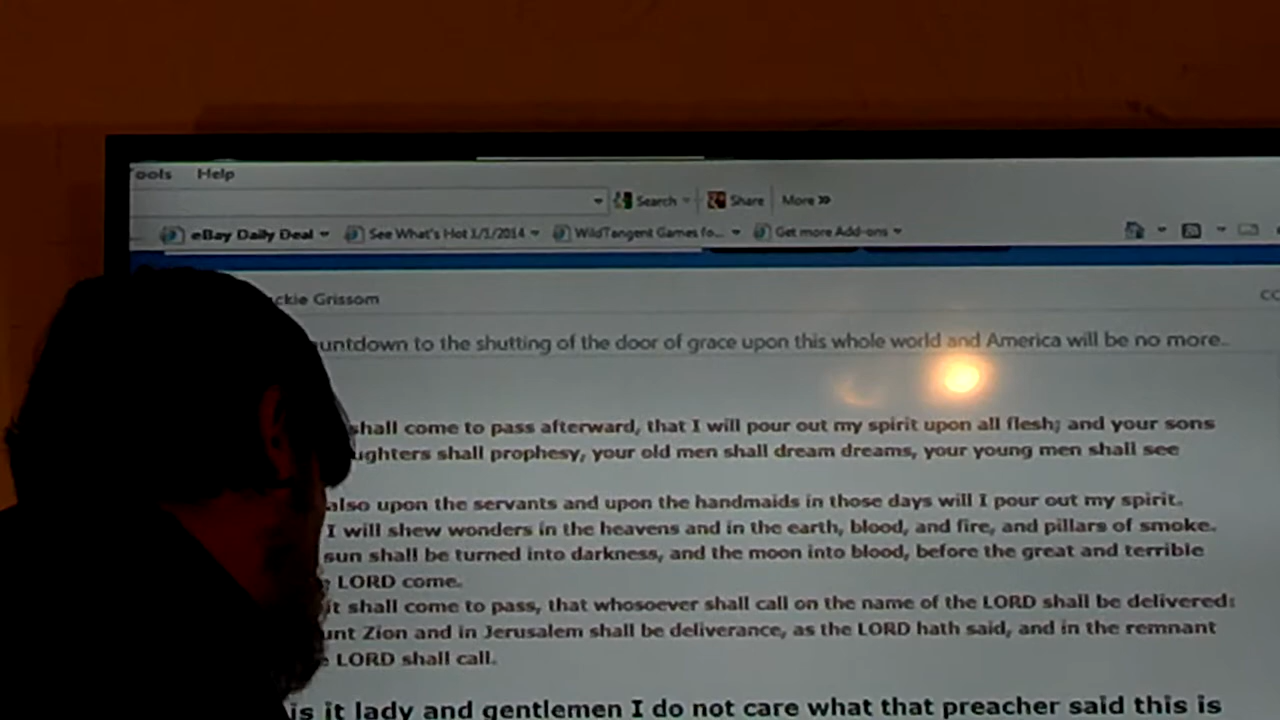 ools Help
Search Share More »
eBay Daily Deal See What's Hot 1/1/2014 WildTangent Games fo... Get more Add-ons
ckie Grissom
untdown to the shutting of the door of grace upon this whole world and America will be no more..
shall come to pass afterward, that I will pour out my spirit upon all flesh; and your sons
ughters shall prophesy, your old men shall dream dreams, your young men shall see
also upon the servants and upon the handmaids in those days will I pour out my spirit.
I will shew wonders in the heavens and in the earth, blood, and fire, and pillars of smoke.
sun shall be turned into darkness, and the moon into blood, before the great and terrible
LORD come.
it shall come to pass, that whosoever shall call on the name of the LORD shall be delivered:
unt Zion and in Jerusalem shall be deliverance, as the LORD hath said, and in the remnant
LORD shall call.
is it lady and gentlemen I do not care what that preacher said this is